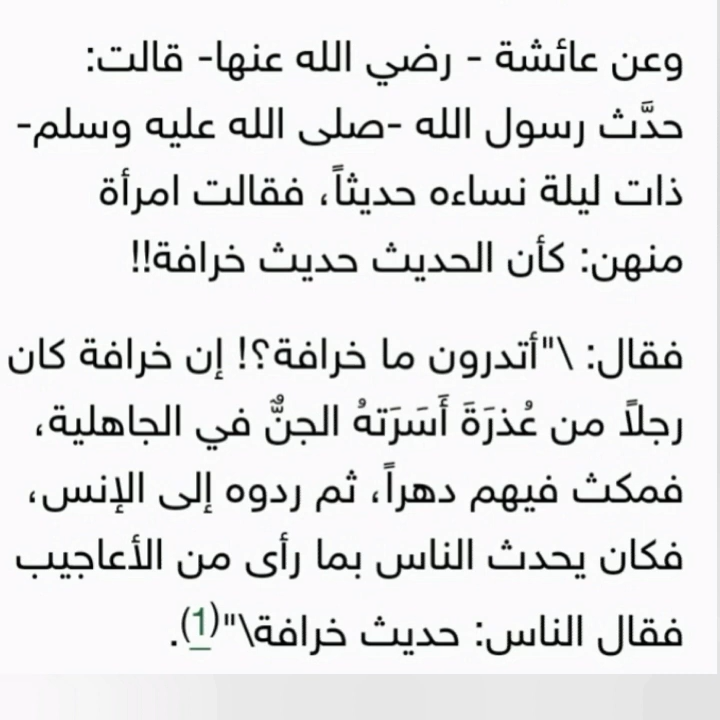 وعن عائشة - رضي الله عنها- قالت:
حدَّث رسول الله -صلى الله عليه وسلم-
ذات ليلة نساءه حديثاً، فقالت امرأة
منهن: كأن الحديث حديث خرافة!!
فقال: \"أتدرون ما خرافة؟! إن خرافة كان
رجلاً من عُذرَةَ أَسَرَتهُ الجنُّ في الجاهلية،
فمكث فيهم دهراً، ثم ردوه إلى الإنس،
فكان يحدث الناس بما رأى من الأعاجيب
فقال الناس: حديث خرافة\"(1).